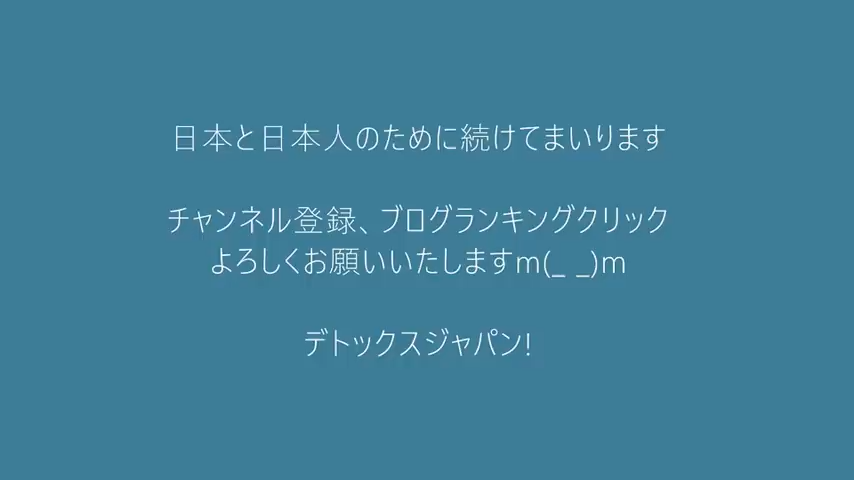 日本と日本人のために続けてまいります
チャンネル登録、ブログランキングクリック
よろしくお願いいたしますm(_ _)m
デトックスジャパン!